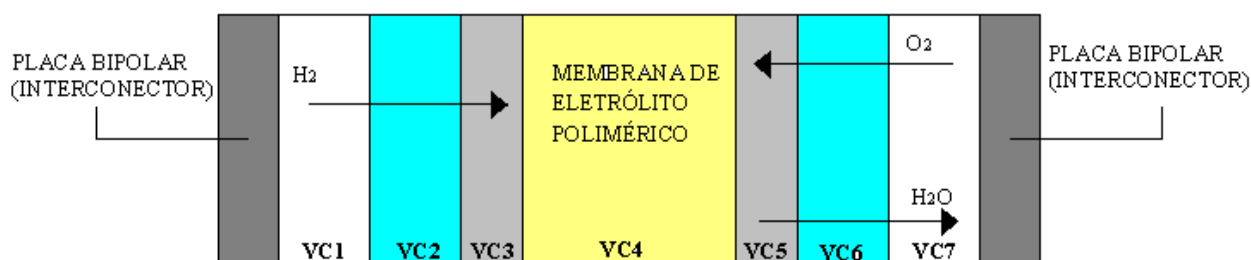 PLACA BIPOLAR
(INTERCONECTOR)
H2
MEMBRANA DE
ELETRÓLITO
POLIMÉRICO
O2
H2O
PLACA BIPOLAR
(INTERCONECTOR)
VC1
VC2
VC3
VC4
VC5
VC6
VC7